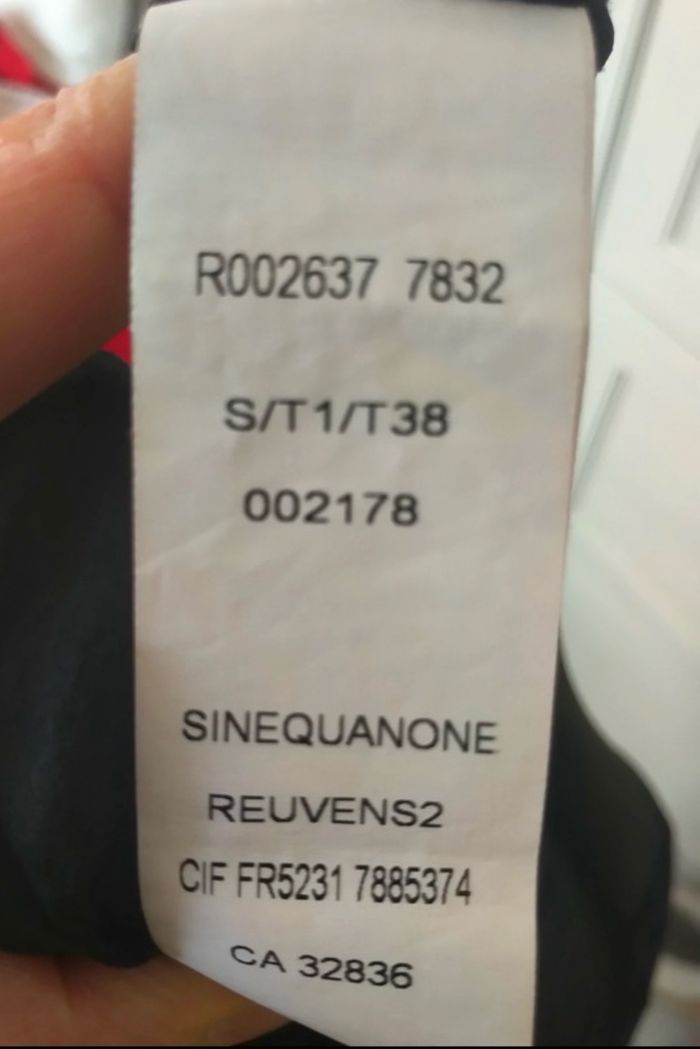 R002637 7832
S/T1/T38
002178
SINEQUANONE
REUVENS2
CIF FR5231 7885374
CA 32836